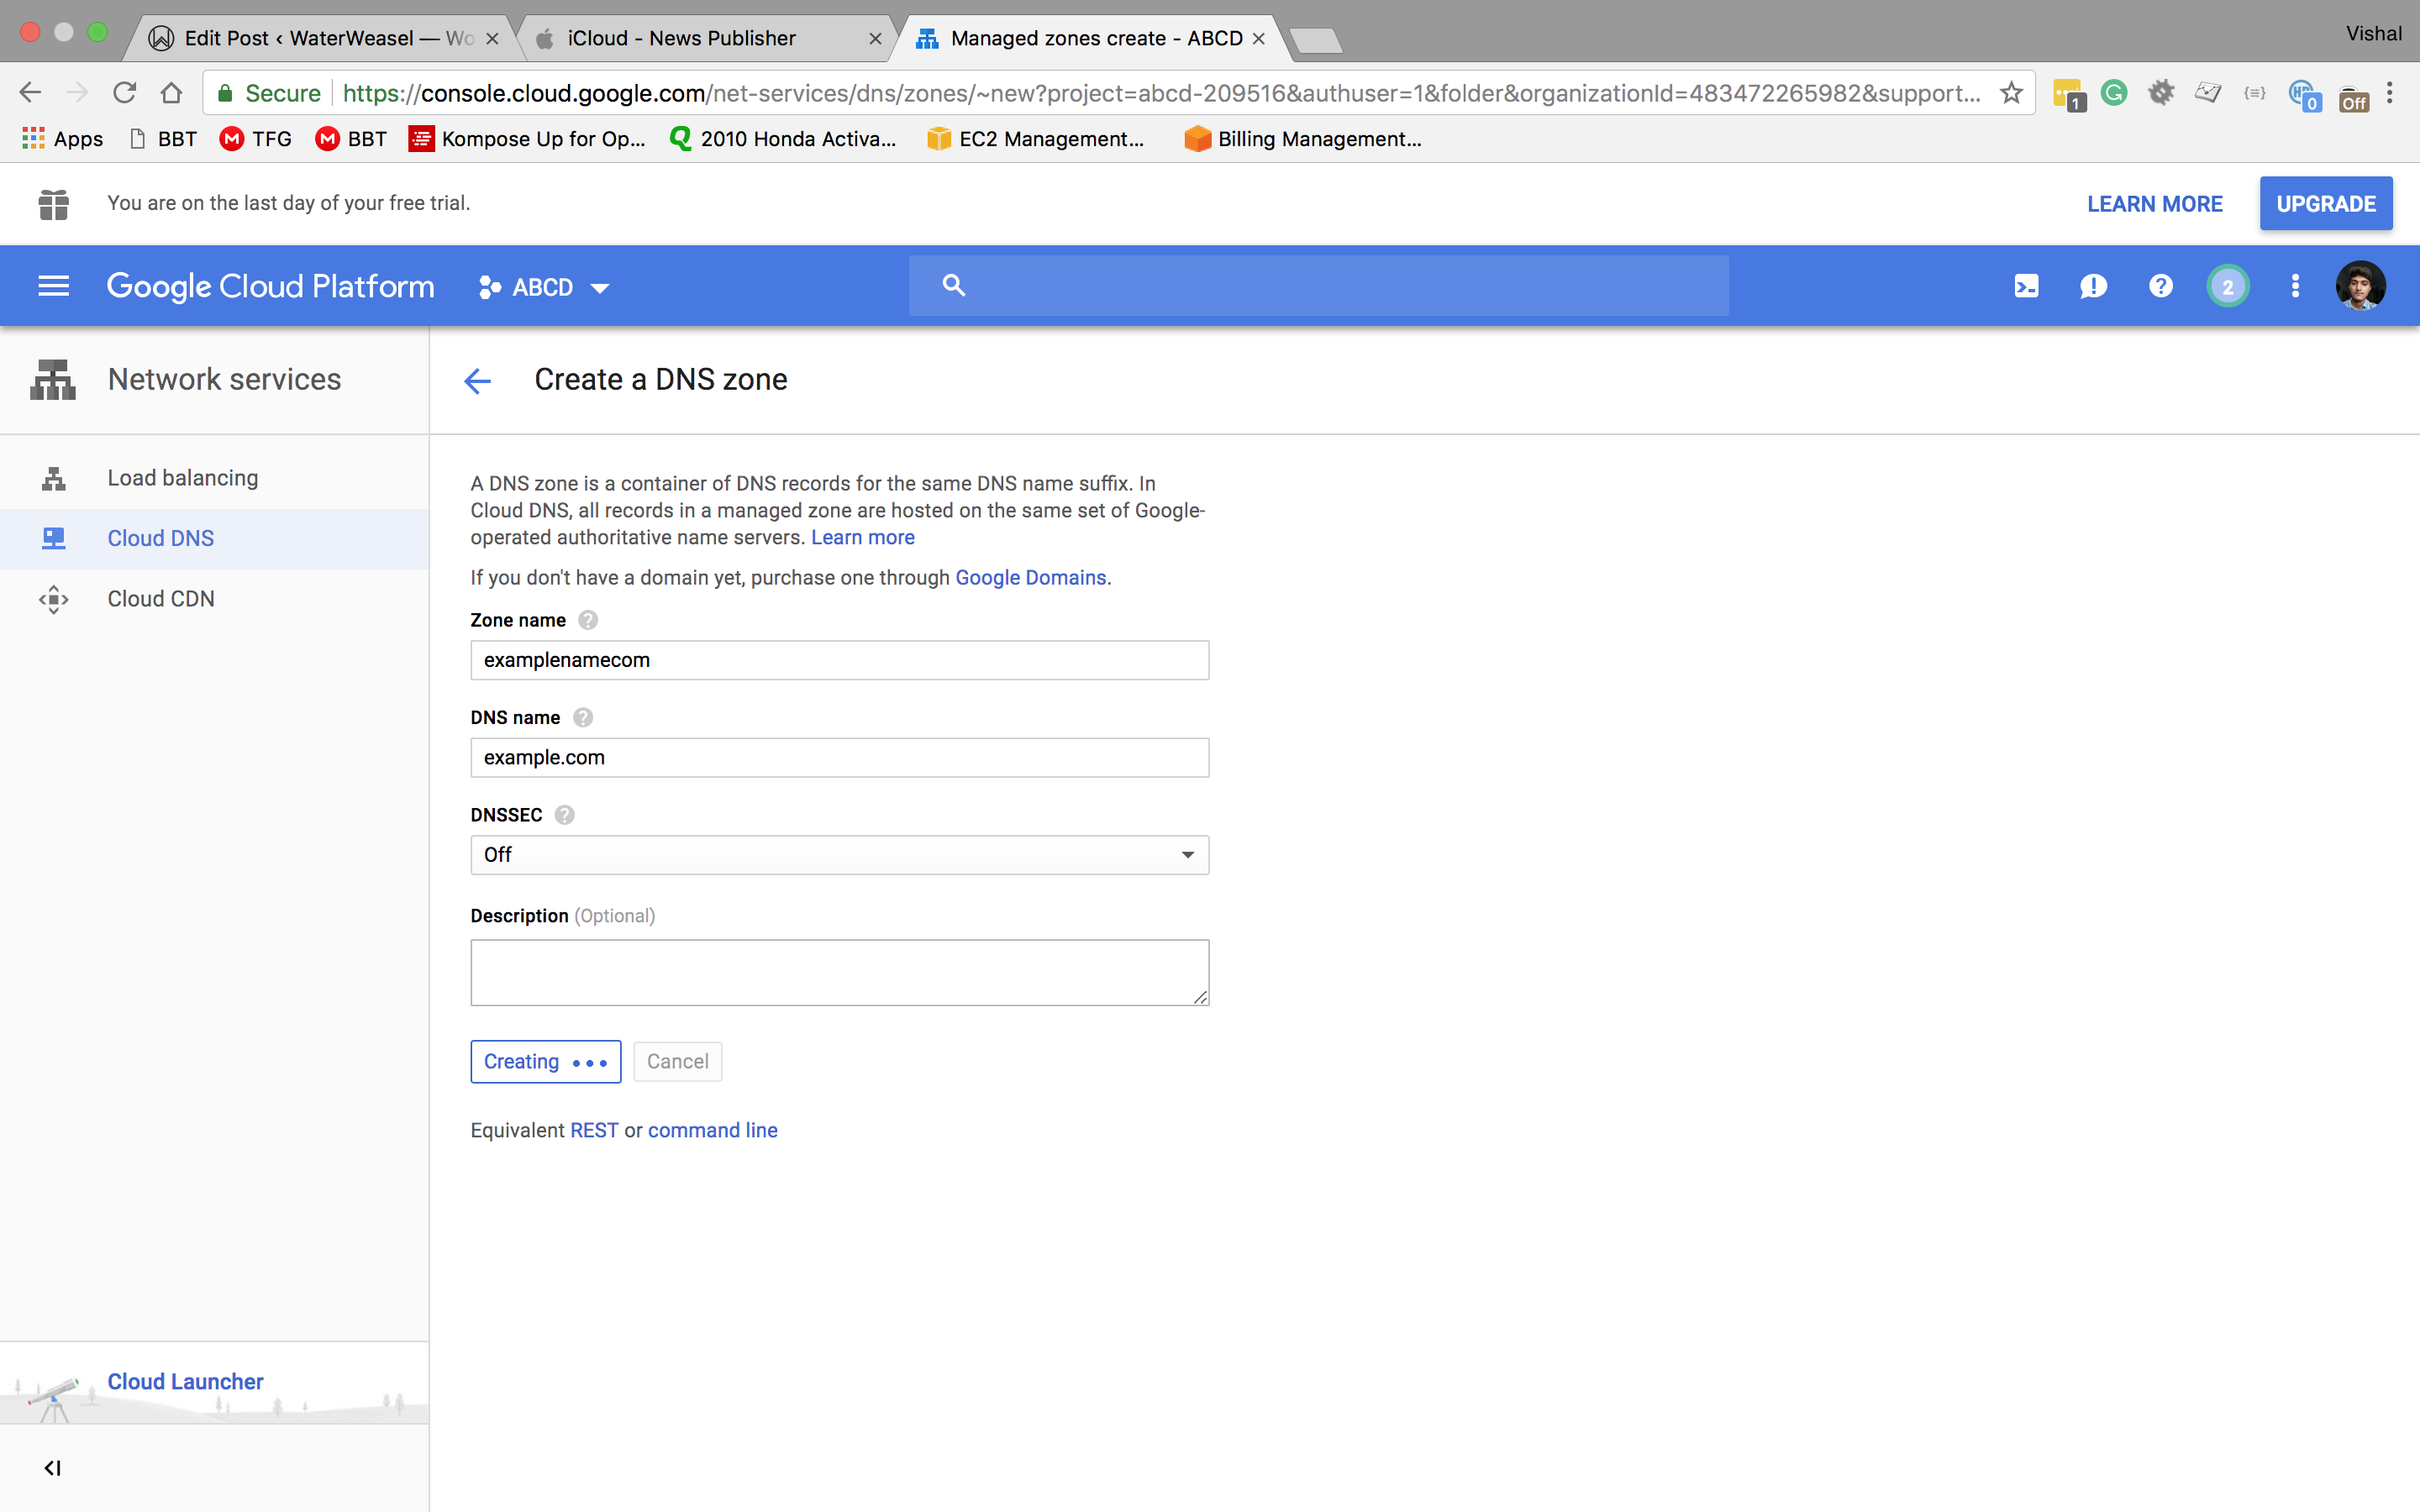 Edit Post ‹ WaterWeasel — Wo
iCloud - News Publisher
Managed zones create - ABCD
Vishal
Secure
https://console.cloud.google.com/net-services/dns/zones/~new?project=abcd-209516&authuser=1&folder&organizationId=483472265982&support...
1
0
Off
Apps
BBT
TFG
BBT
Kompose Up for Op...
2010 Honda Activa...
EC2 Management...
Billing Management...
You are on the last day of your free trial.
LEARN MORE
UPGRADE
Google Cloud Platform
ABCD
2
Network services
Create a DNS zone
Load balancing
Cloud DNS
Cloud CDN
A DNS zone is a container of DNS records for the same DNS name suffix. In
Cloud DNS, all records in a managed zone are hosted on the same set of Google-
operated authoritative name servers. Learn more
If you don't have a domain yet, purchase one through Google Domains.
Zone name
examplenamecom
DNS name
example.com
DNSSEC
Off
Description (Optional)
Creating
Cancel
Equivalent REST or command line
Cloud Launcher